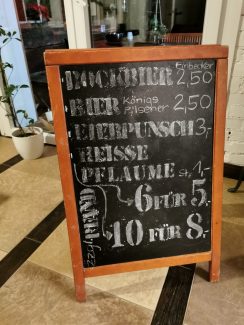 Einbecker
BOCKBIER 2,50
BIER Königs Pilsener 2,50
EIERPUNSCH 3,-
HEISSE
PFLAUME St. 1,-
6 FÜR 5,
10 FÜR 8,-